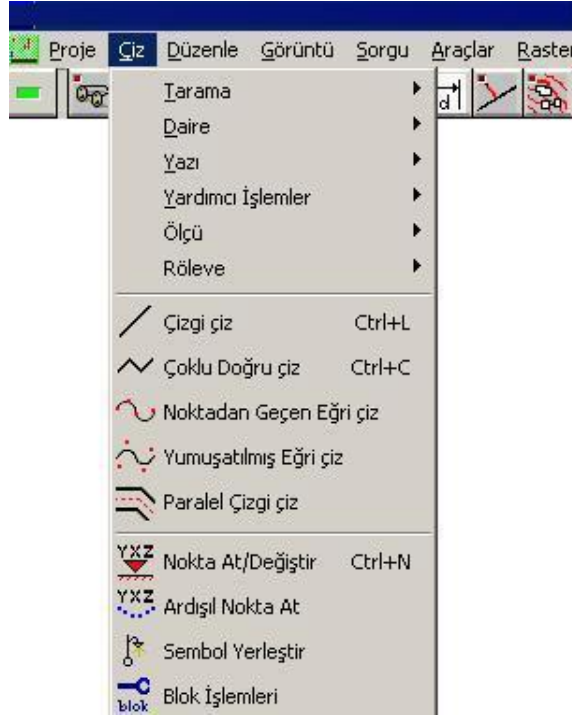 Proje Çiz Düzenle Görüntü Sorgu Araçlar Raster
d
Tarama
Daire
Yazı
Yardımcı İşlemler
Ölçü
Röleve
Çizgi çiz Ctrl+L
Çoklu Doğru çiz Ctrl+C
Noktadan Geçen Eğri çiz
Yumuşatılmış Eğri çiz
Paralel Çizgi çiz
YXZ Nokta At/Değiştir Ctrl+N
YXZ Ardışıl Nokta At
Sembol Yerleştir
blok Blok İşlemleri